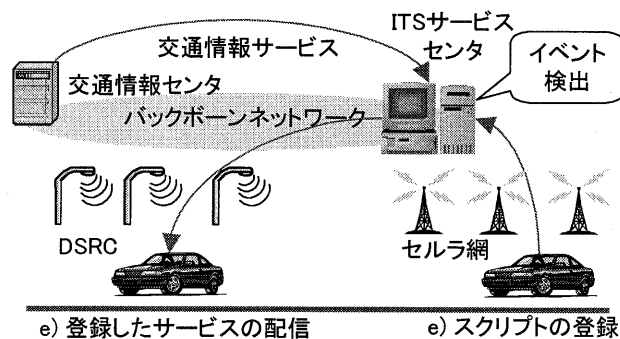 ITSサービス
センタ
交通情報サービス
イベント
検出
交通情報センタ
バックボーンネットワーク
DSRC
セルラ網
e) 登録したサービスの配信
e) スクリプトの登録